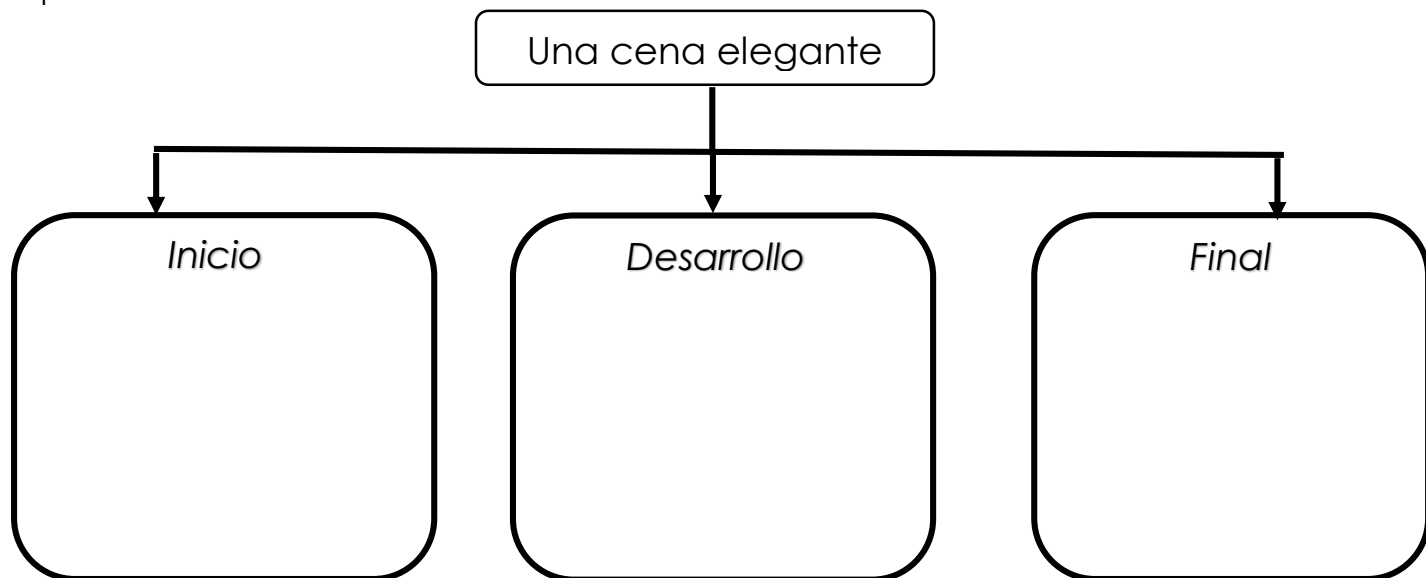 Una cena elegante
Inicio
Desarrollo
Final